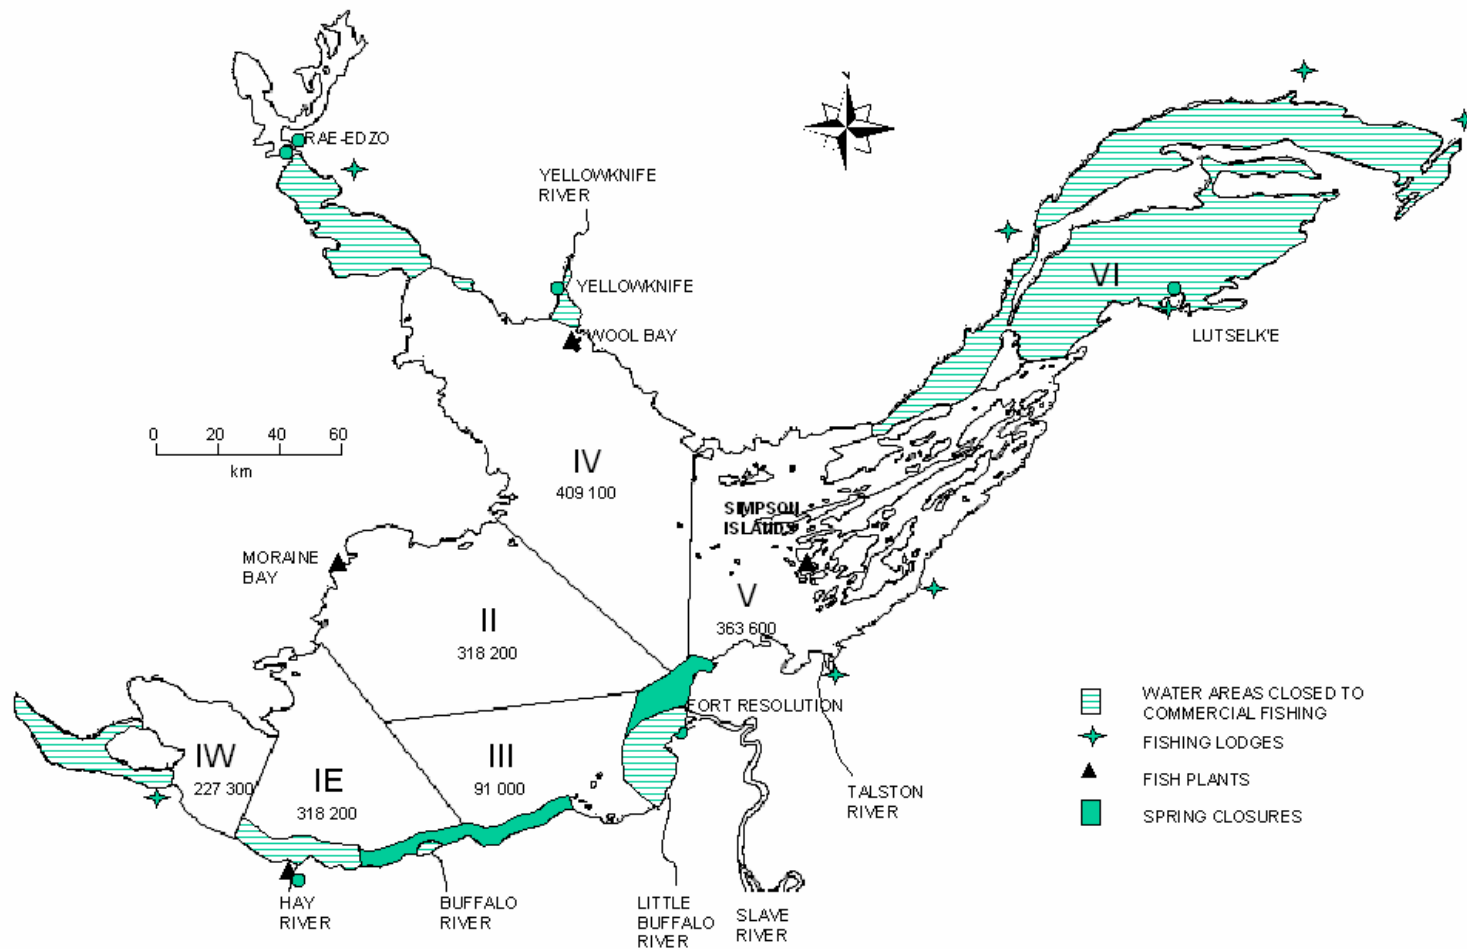 N
RAE-EDZO
YELLOWKNIFE
RIVER
YELLOWKNIFE
WOOL BAY
VI
LUTSELK'E
0 20 40 60
km
IV
409 100
SIMPSON
ISLANDS
MORAINE
BAY
V
363 600
II
318 200
FORT RESOLUTION
IW
227 300
IE
318 200
III
91 000
TALSTON
RIVER
HAY
RIVER
BUFFALO
RIVER
LITTLE
BUFFALO
RIVER
SLAVE
RIVER
WATER AREAS CLOSED TO
COMMERCIAL FISHING
FISHING LODGES
FISH PLANTS
SPRING CLOSURES